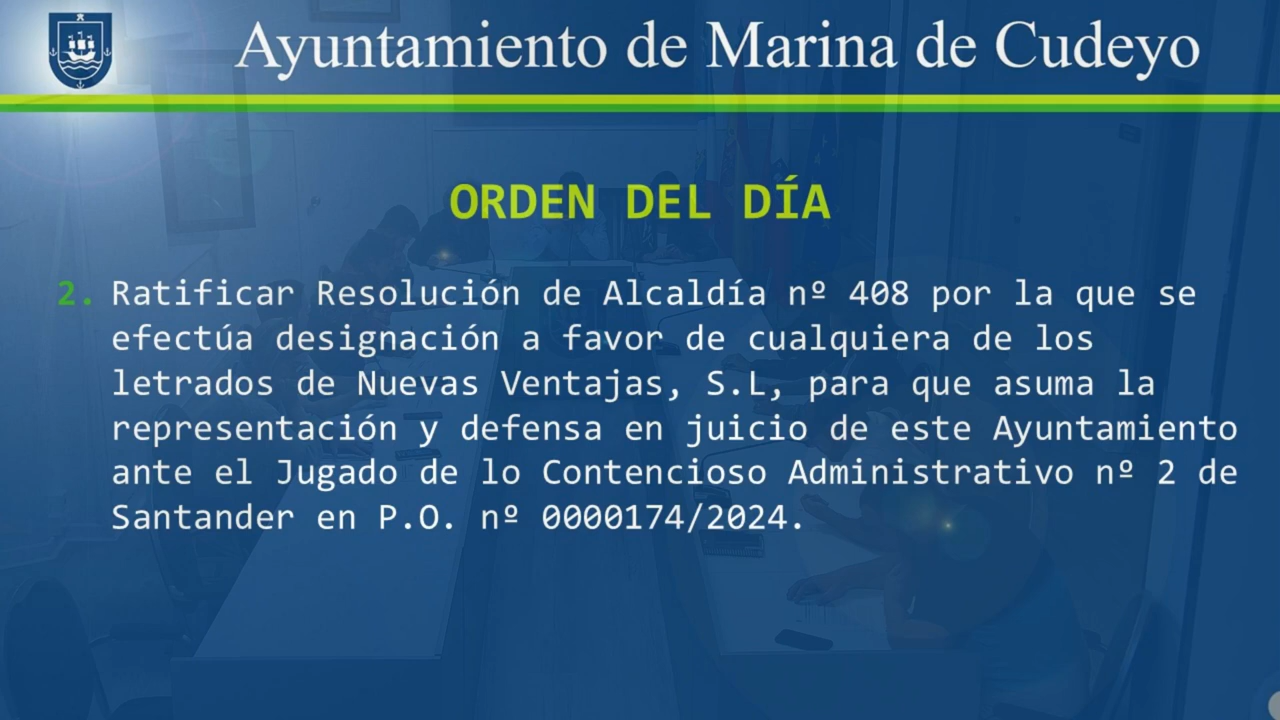 Ayuntamiento de Marina de Cudeyo
ORDEN DEL DÍA
2. Ratificar Resolución de Alcaldía nº 408 por la que se
efectúa designación a favor de cualquiera de los
letrados de Nuevas Ventajas, S.L, para que asuma la
representación y defensa en juicio de este Ayuntamiento
ante el Jugado de lo Contencioso Administrativo nº 2 de
Santander en P.O. nº 0000174/2024.